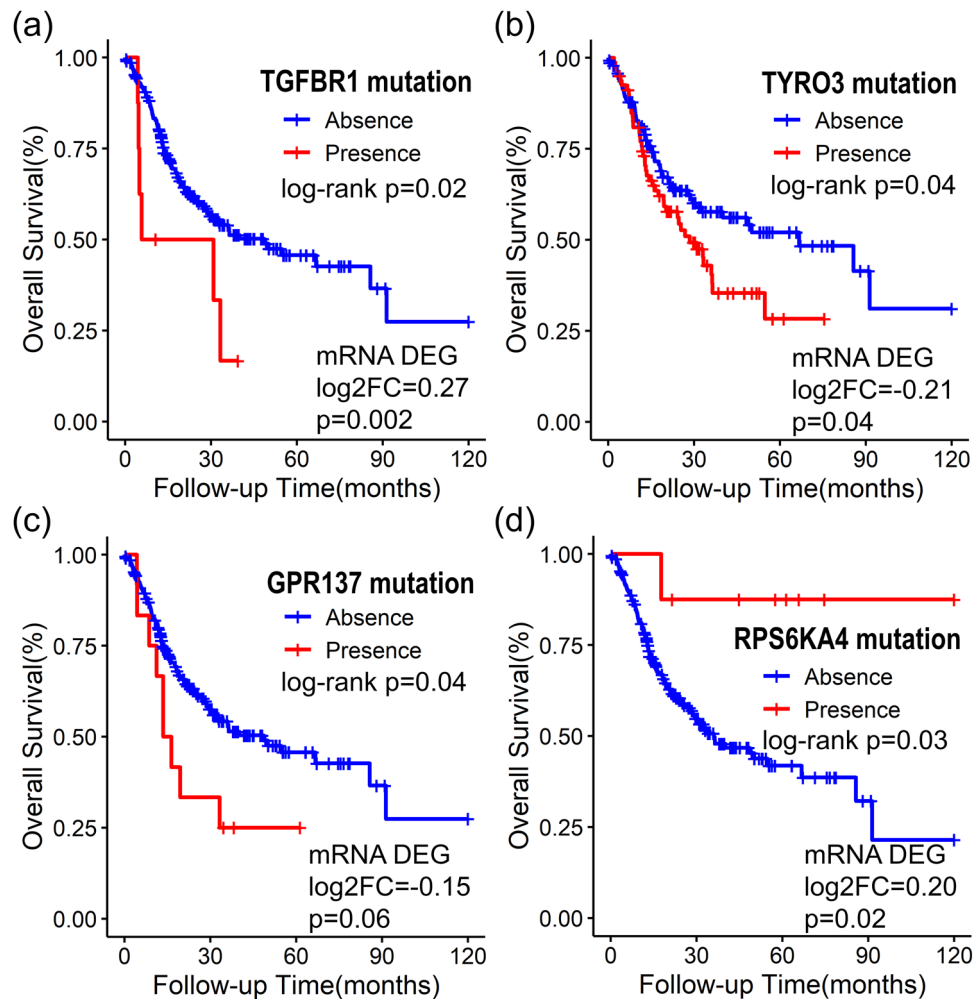 (a)
TGFBR1 mutation
Absence
Presence
log-rank p=0.02
mRNA DEG
log2FC=0.27
p=0.002
Overall Survival(%)
1.00
0.75
0.50
0.25
0.00
0 30 60 90 120
Follow-up Time(months)
(b)
TYRO3 mutation
Absence
Presence
log-rank p=0.04
mRNA DEG
log2FC=-0.21
p=0.04
Overall Survival(%)
1.00
0.75
0.50
0.25
0.00
0 30 60 90 120
Follow-up Time(months)
(c)
GPR137 mutation
Absence
Presence
log-rank p=0.04
mRNA DEG
log2FC=-0.15
p=0.06
Overall Survival(%)
1.00
0.75
0.50
0.25
0.00
0 30 60 90 120
Follow-up Time(months)
(d)
RPS6KA4 mutation
Absence
Presence
log-rank p=0.03
mRNA DEG
log2FC=0.20
p=0.02
Overall Survival(%)
1.00
0.75
0.50
0.25
0.00
0 30 60 90 120
Follow-up Time(months)